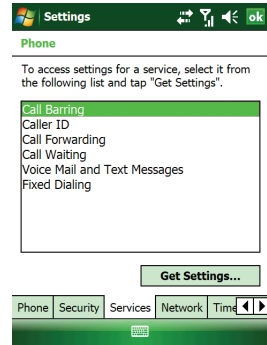 Settings
ok
Phone
To access settings for a service, select it from
the following list and tap "Get Settings".
Call Barring
Caller ID
Call Forwarding
Call Waiting
Voice Mail and Text Messages
Fixed Dialing
Get Settings...
Phone Security Services Network Time